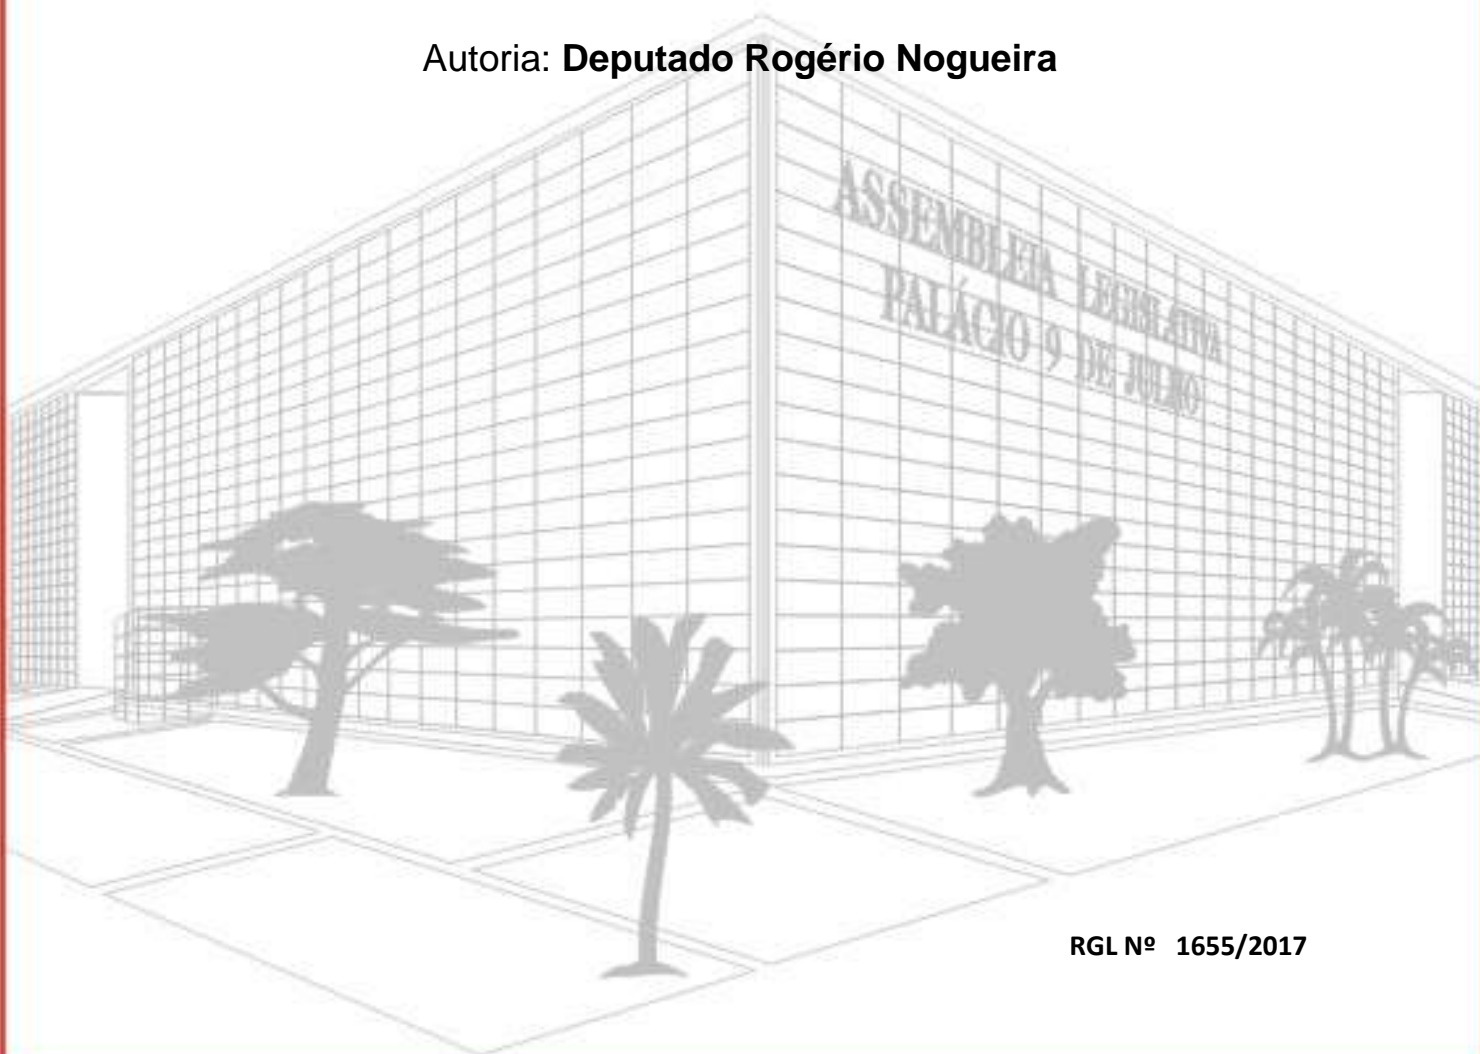 Autoria: Deputado Rogério Nogueira
ASSEMBLEIA LEGISLATIVA
PALÁCIO 9 DE JULHO
RGL Nº 1655/2017